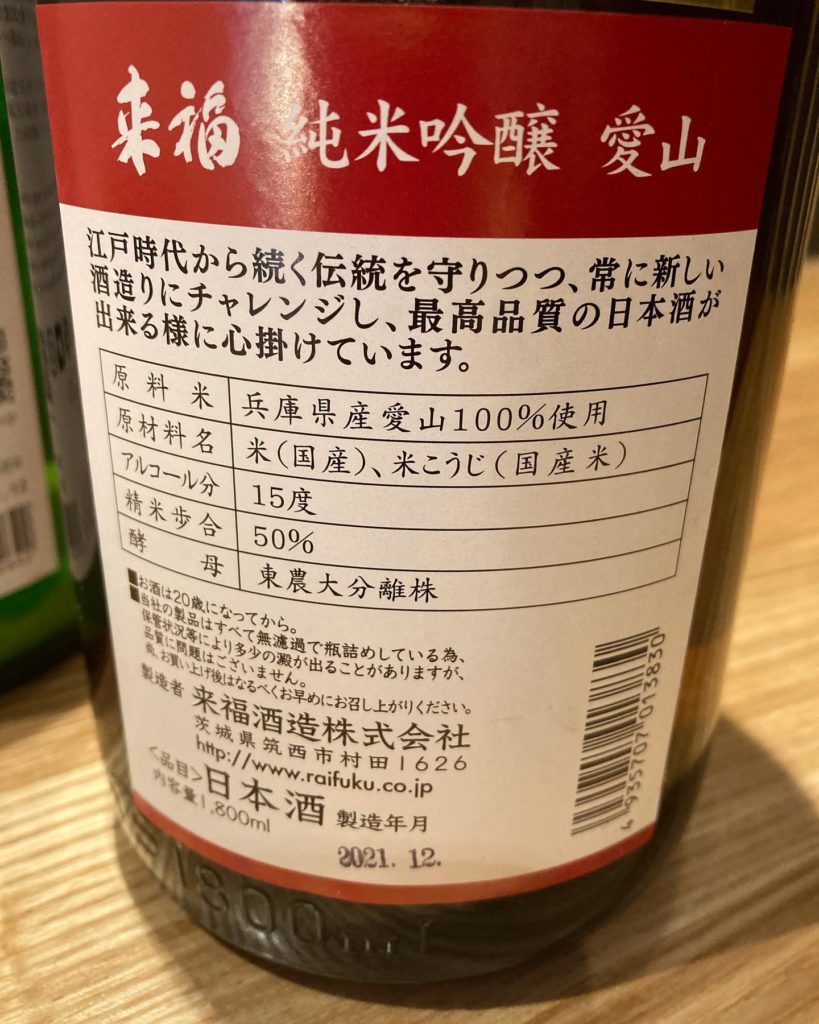 来福 純米吟醸 愛山
江戸時代から続く伝統を守りつつ、常に新しい
酒造りにチャレンジし、最高品質の日本酒が
出来る様に心掛けています。
原料米 兵庫県産愛山100%使用
原材料名 米(国産)、米こうじ(国産米)
アルコール分 15度
精米歩合 50%
酵母 東農大分離株
■お酒は20歳になってから。
■当社の製品はすべて無濾過で瓶詰めしている為、
保管状況等により多少の澱が出ることがありますが、
品質に問題はございません。
尚、お買い上げ後はなるべくお早めにお召し上がりください。
製造者 来福酒造株式会社
茨城県筑西市村田1626
http://www.raifuku.co.jp
<品目>日本酒 製造年月
内容量1,800ml
2021. 12.
4 935707 013830
1800ml